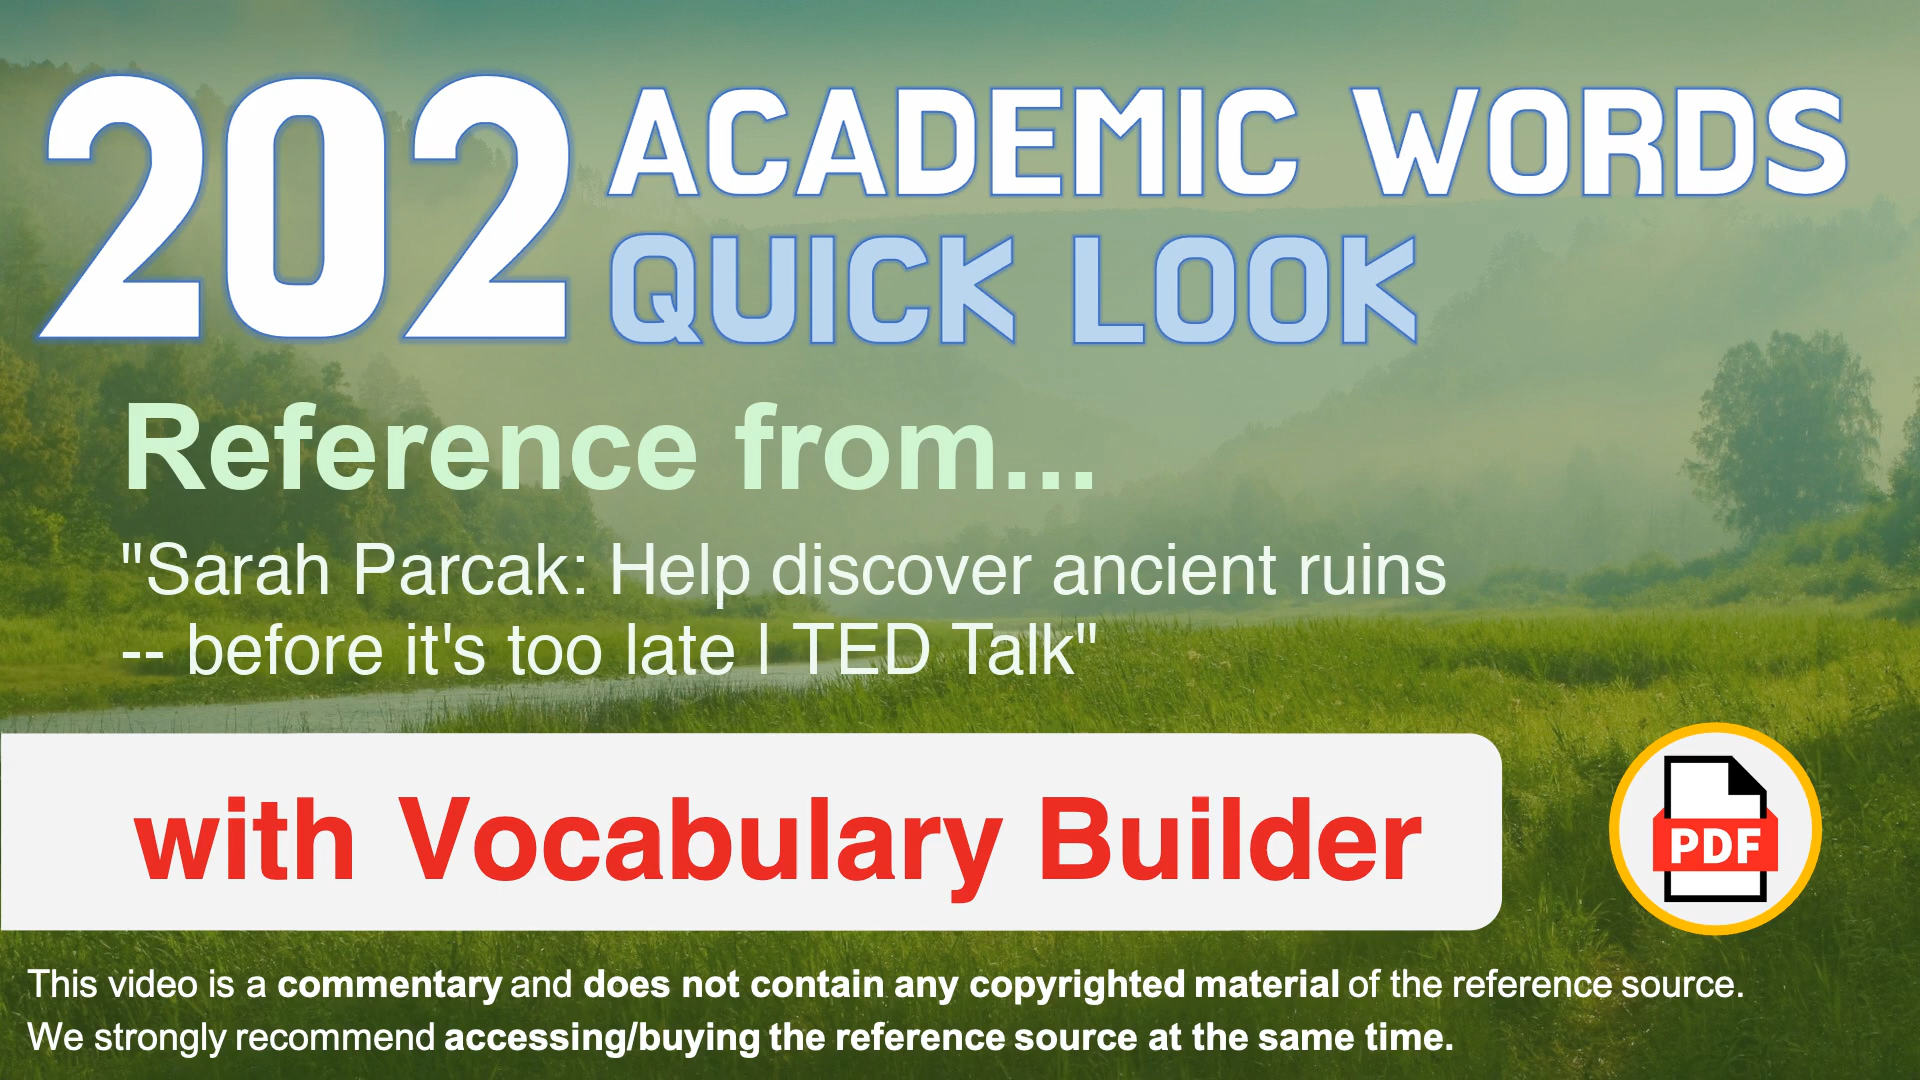 202 ACADEMIC WORDS
QUICK LOOK
Reference from...
"Sarah Parcak: Help discover ancient ruins
-- before it's too late | TED Talk"
with Vocabulary Builder
PDF
This video is a commentary and does not contain any copyrighted material of the reference source.
We strongly recommend accessing/buying the reference source at the same time.